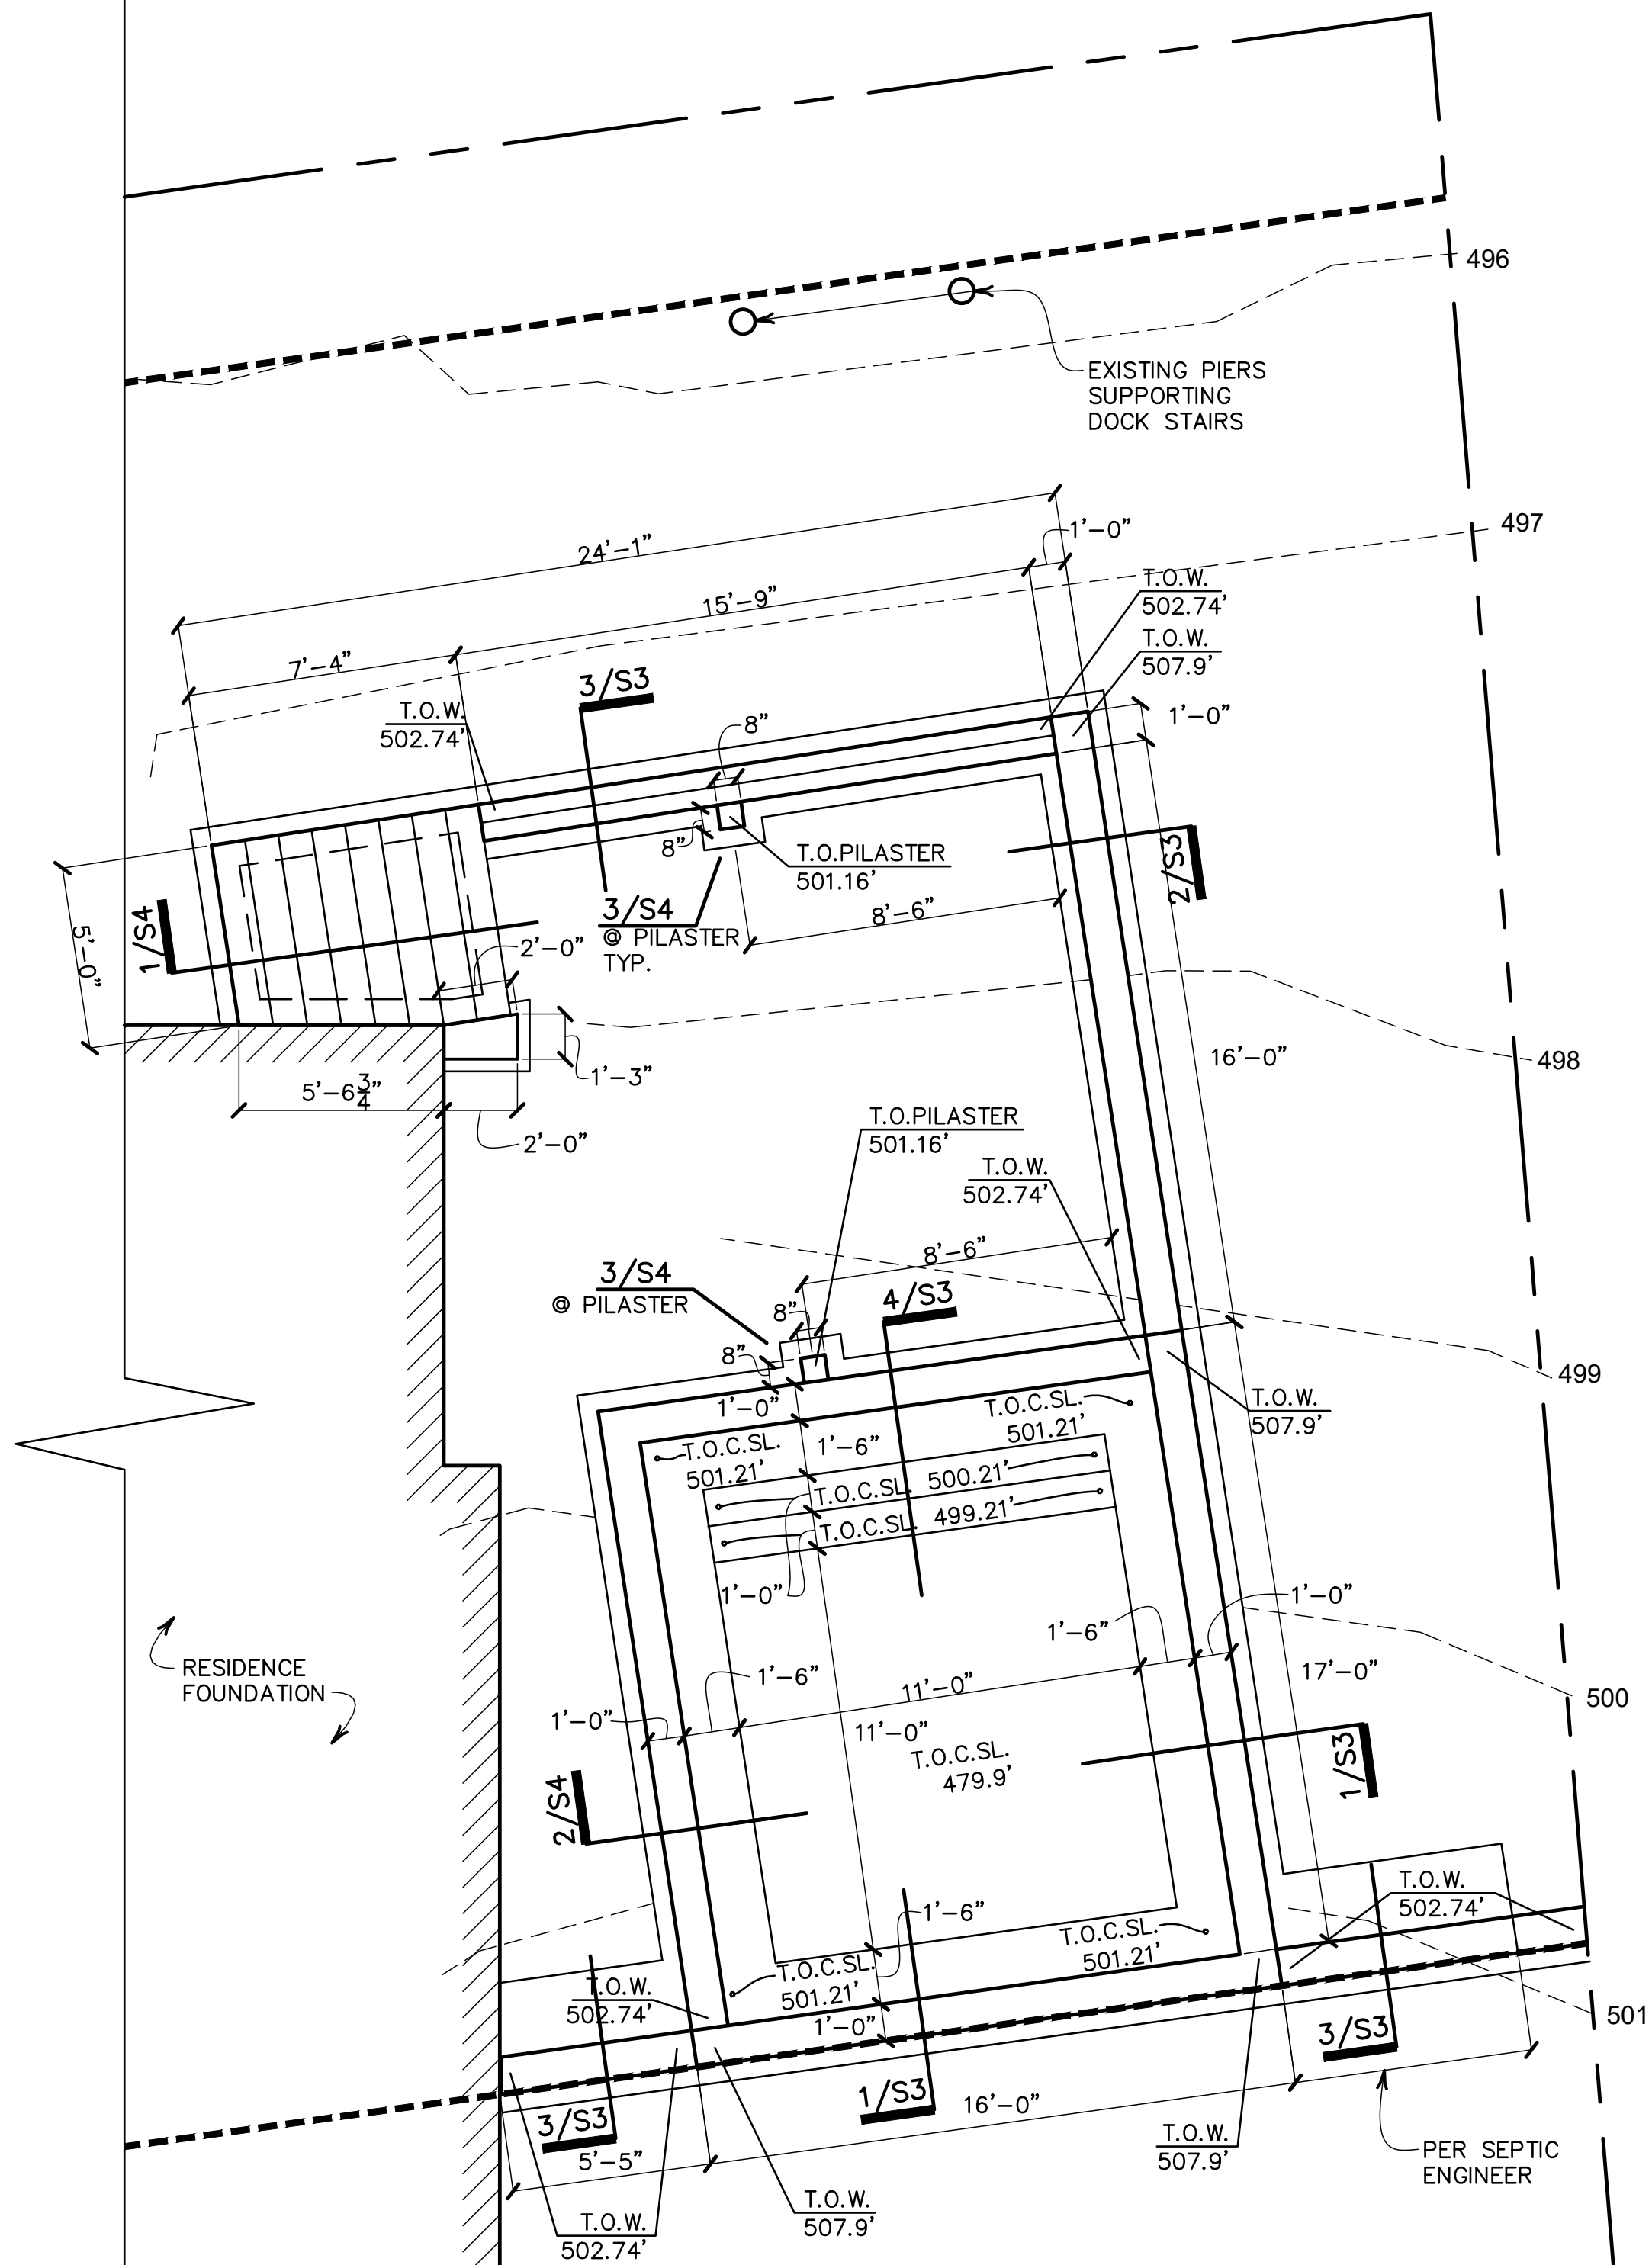 496
EXISTING PIERS
SUPPORTING
DOCK STAIRS
497
24'-1"
1'-0"
T.O.W.
502.74'
15'-9"
T.O.W.
507.9'
7'-4"
3/S3
T.O.W.
502.74'
8"
1'-0"
8"
T.O.PILASTER
501.16'
2/S3
3/S4
@ PILASTER
TYP.
8'-6"
1/S4
5'-0"
2'-0"
16'-0"
498
1'-3"
5'-6 3/4"
2'-0"
T.O.PILASTER
501.16'
T.O.W.
502.74'
8'-6"
3/S4
@ PILASTER
4/S3
8"
8"
499
1'-0"
T.O.C.SL.
501.21'
T.O.W.
507.9'
T.O.C.SL.
501.21'
1'-6"
T.O.C.SL. 500.21'
T.O.C.SL. 499.21'
1'-0"
1'-0"
1'-6"
RESIDENCE
FOUNDATION
1'-6"
11'-0"
17'-0"
500
1'-0"
11'-0"
T.O.C.SL.
479.9'
1/S3
2/S4
T.O.W.
502.74'
1'-6"
T.O.C.SL.
501.21'
T.O.C.SL.
501.21'
T.O.W.
502.74'
501
1'-0"
3/S3
1/S3
16'-0"
3/S3
5'-5"
T.O.W.
507.9'
PER SEPTIC
ENGINEER
T.O.W.
507.9'
T.O.W.
502.74'